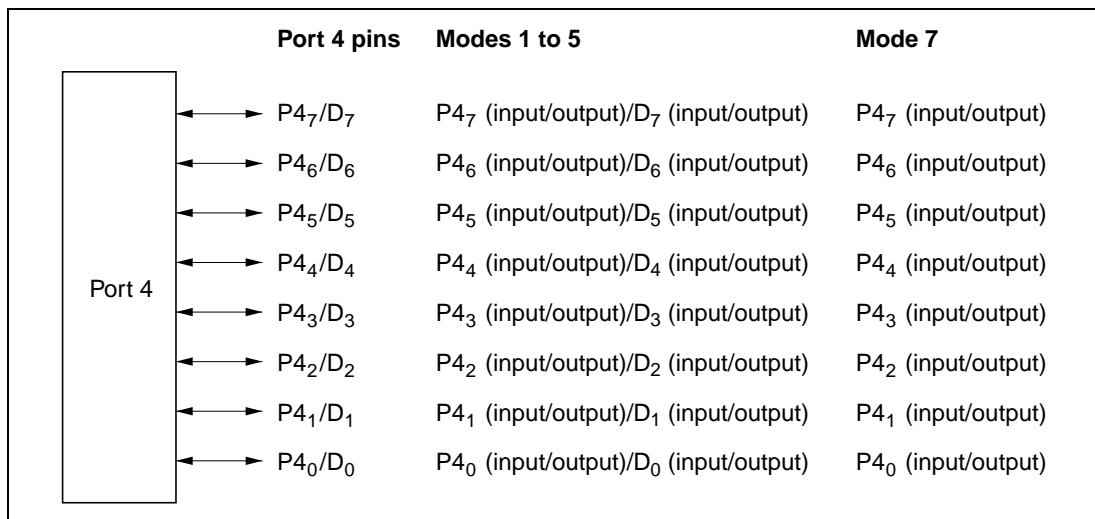 Port 4 pins Modes 1 to 5 Mode 7
P4₇/D₇ P4₇ (input/output)/D₇ (input/output) P4₇ (input/output)
P4₆/D₆ P4₆ (input/output)/D₆ (input/output) P4₆ (input/output)
P4₅/D₅ P4₅ (input/output)/D₅ (input/output) P4₅ (input/output)
P4₄/D₄ P4₄ (input/output)/D₄ (input/output) P4₄ (input/output)
Port 4
P4₃/D₃ P4₃ (input/output)/D₃ (input/output) P4₃ (input/output)
P4₂/D₂ P4₂ (input/output)/D₂ (input/output) P4₂ (input/output)
P4₁/D₁ P4₁ (input/output)/D₁ (input/output) P4₁ (input/output)
P4₀/D₀ P4₀ (input/output)/D₀ (input/output) P4₀ (input/output)